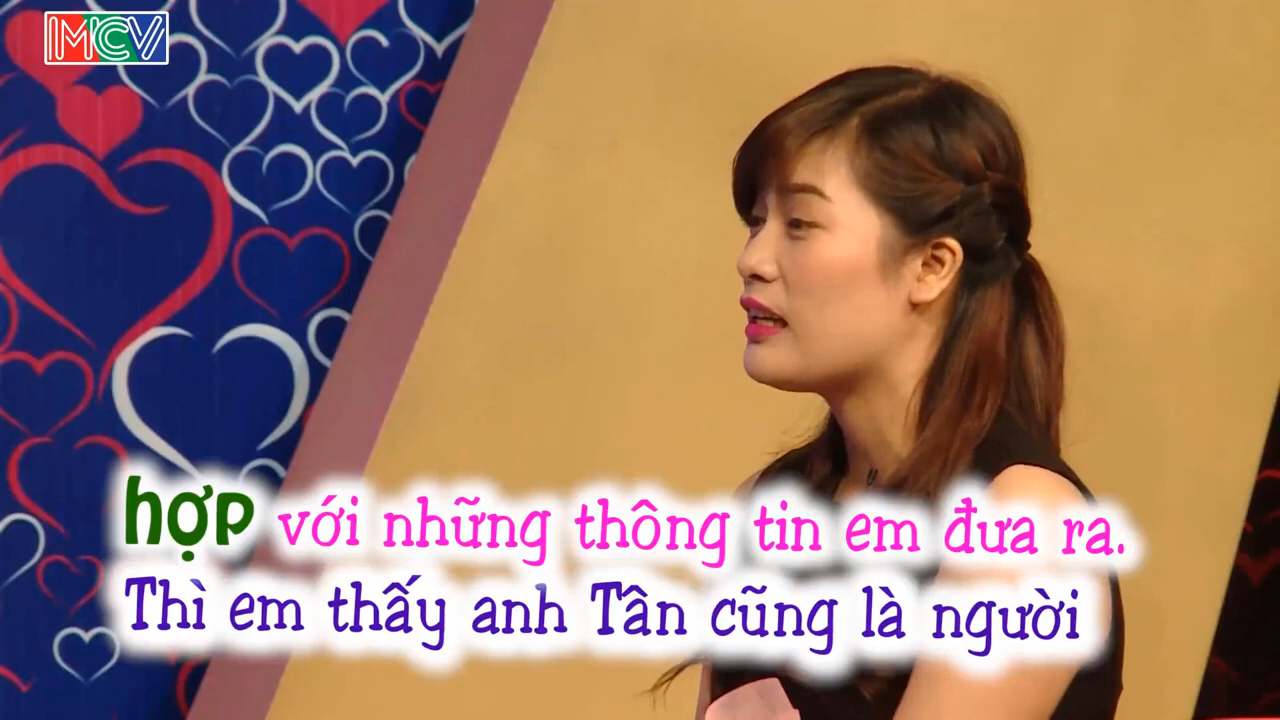 MCV
hợp với những thông tin em đưa ra.
Thì em thấy anh Tân cũng là người